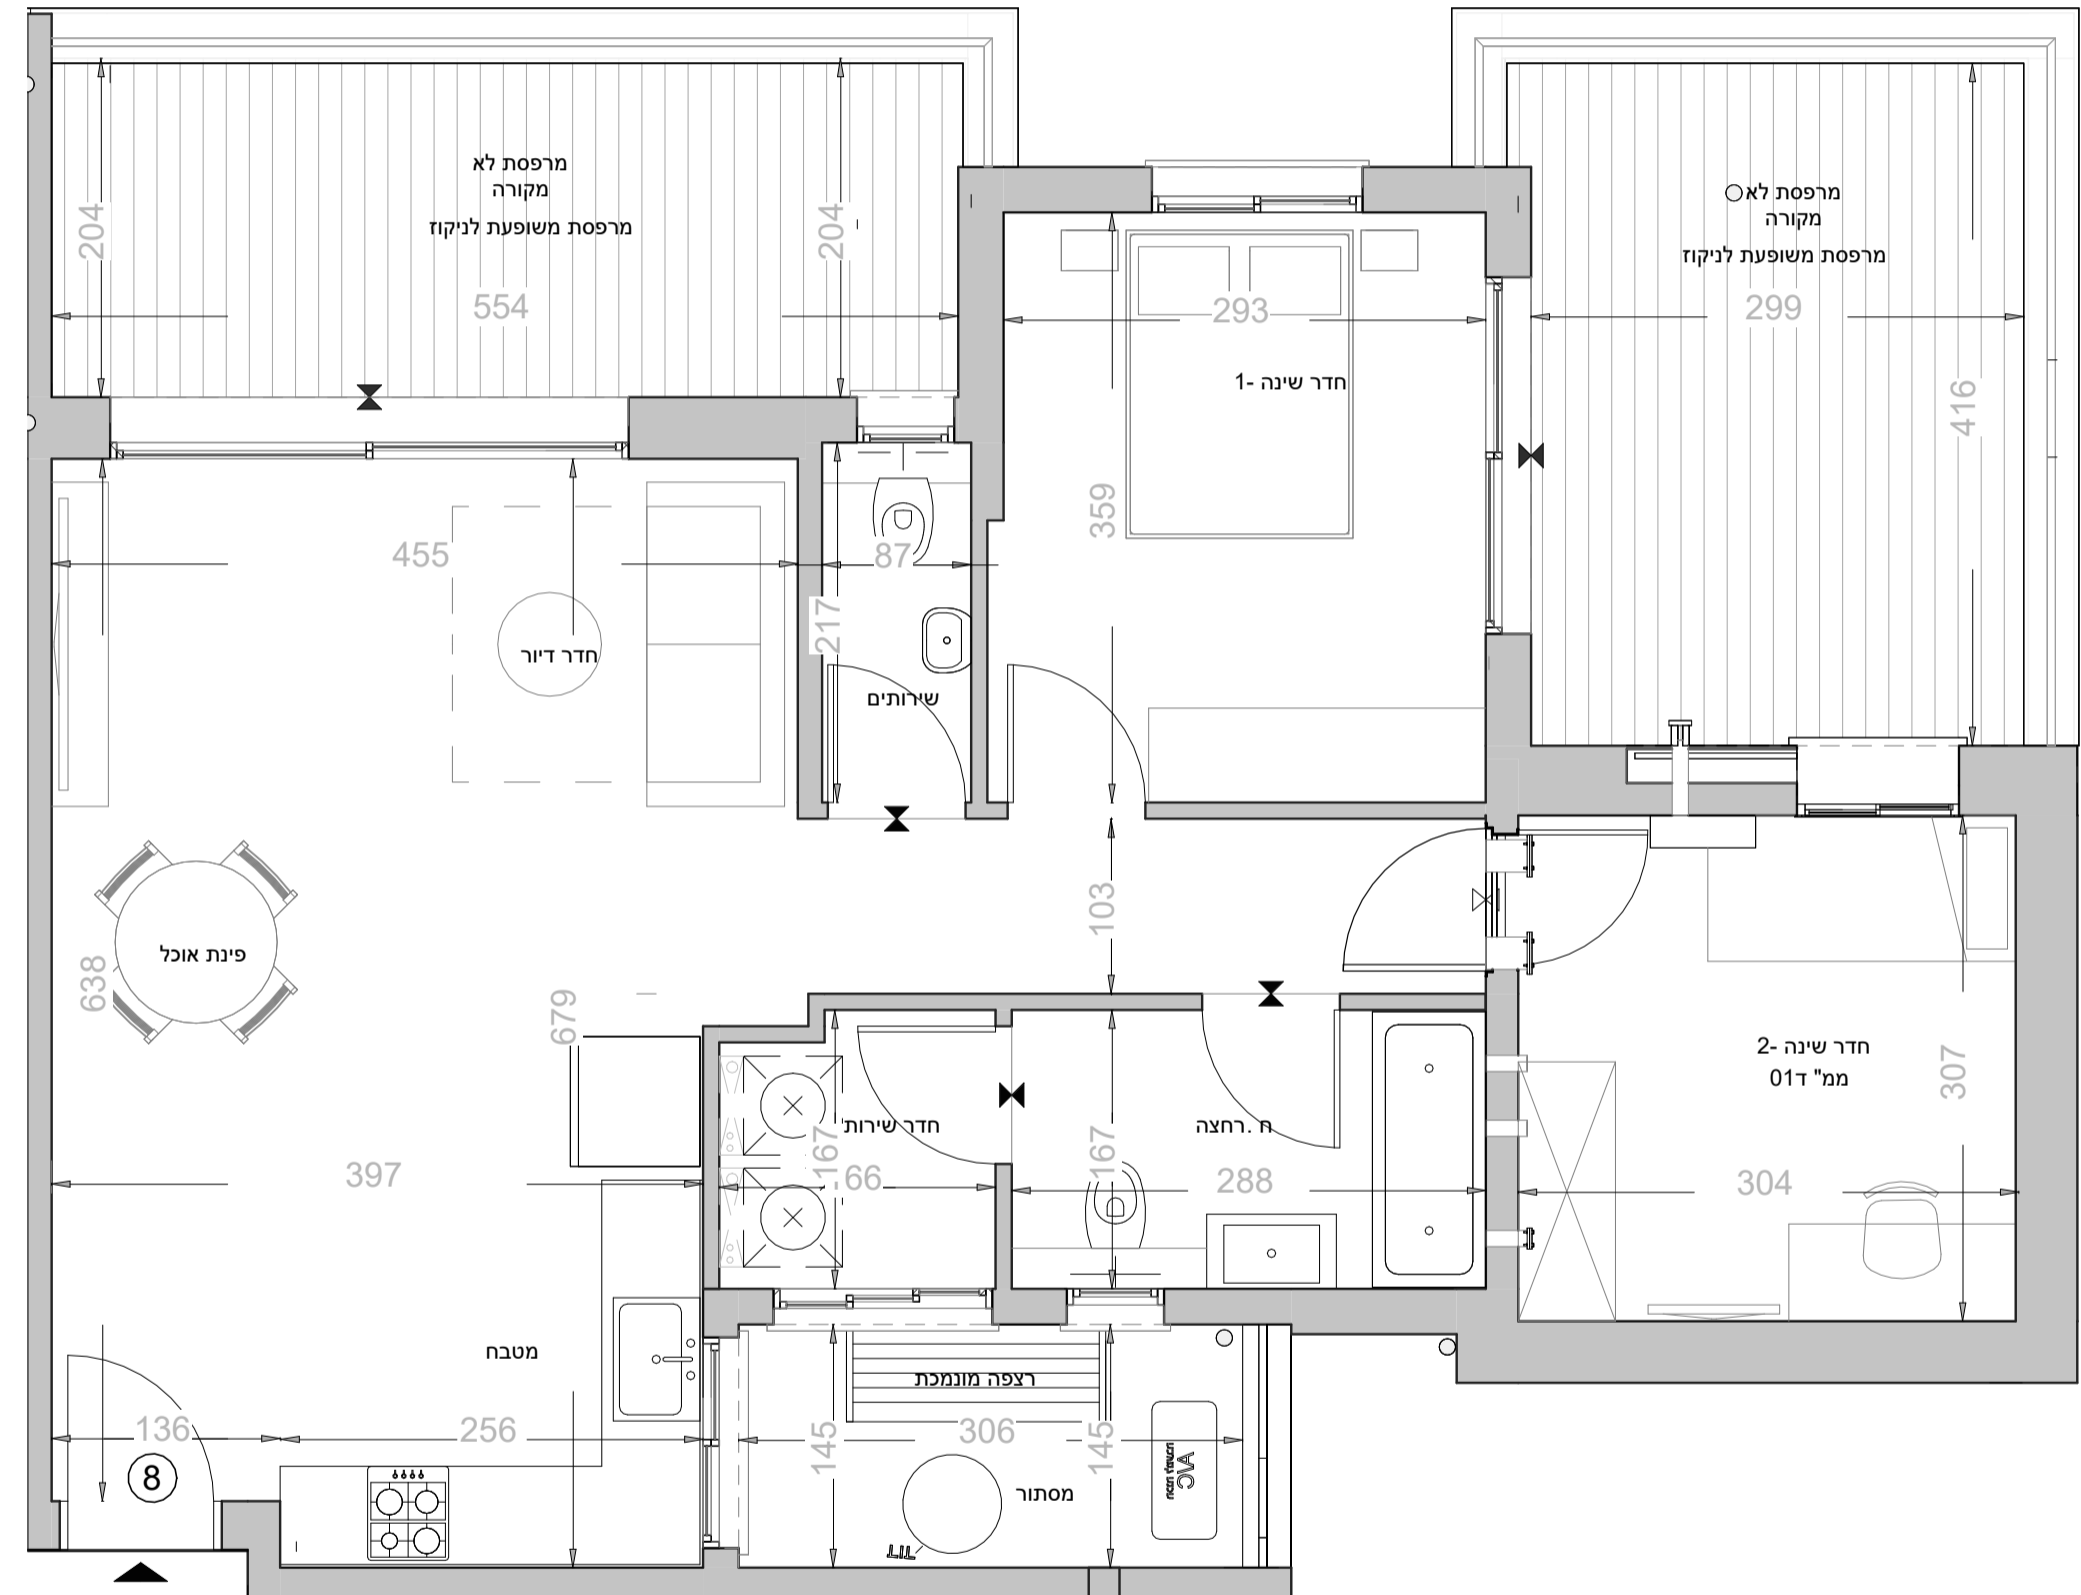 מרפסת לא
מקורה
מרפסת משופעת לניקוז
204
204
554
מרפסת לא
מקורה
מרפסת משופעת לניקוז
299
416
293
חדר שינה -1
359
455
חדר דיור
87
217
שירותים
103
פינת אוכל
638
679
397
חדר שירות
167
166
ח .רחצה
167
288
חדר שינה -2
ממ" ד01
307
304
מטבח
136
256
8
רצפה מונמכת
145
306
145
מסתור
A\C